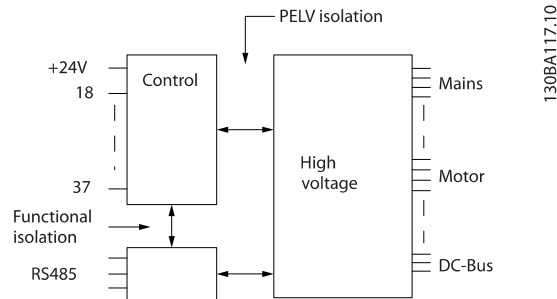 PELV isolation
130BA117.10
+24V
Control
Mains
18
High
voltage
Motor
37
Functional
isolation
RS485
DC-Bus